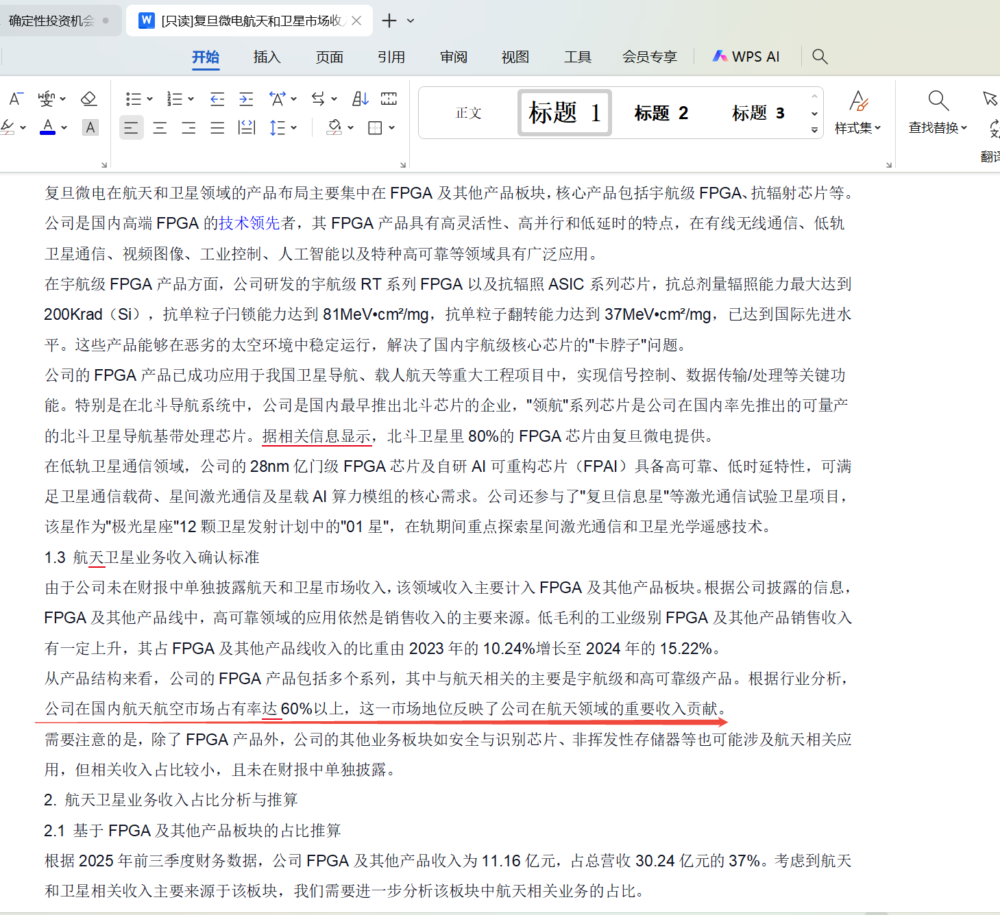 确定性投资机会
[只读]复旦微电航天和卫星市场收
开始 插入 页面 引用 审阅 视图 工具 会员专享 WPS AI
正文 标题 1 标题 2 标题 3 样式集 查找替换
翻译
复旦微电在航天和卫星领域的产品布局主要集中在 FPGA 及其他产品板块，核心产品包括宇航级 FPGA、抗辐射芯片等。
公司是国内高端 FPGA 的技术领先者，其 FPGA 产品具有高灵活性、高并行和低延时的特点，在有线无线通信、低轨
卫星通信、视频图像、工业控制、人工智能以及特种高可靠等领域具有广泛应用。
在宇航级 FPGA 产品方面，公司研发的宇航级 RT 系列 FPGA 以及抗辐照 ASIC 系列芯片，抗总剂量辐照能力最大达到
200Krad（Si），抗单粒子闩锁能力达到 81MeV•cm²/mg，抗单粒子翻转能力达到 37MeV•cm²/mg，已达到国际先进水
平。这些产品能够在恶劣的太空环境中稳定运行，解决了国内宇航级核心芯片的"卡脖子"问题。
公司的 FPGA 产品已成功应用于我国卫星导航、载人航天等重大工程项目中，实现信号控制、数据传输/处理等关键功
能。特别是在北斗导航系统中，公司是国内最早推出北斗芯片的企业，"领航"系列芯片是公司在国内率先推出的可量产
的北斗卫星导航基带处理芯片。据相关信息显示，北斗卫星里 80%的 FPGA 芯片由复旦微电提供。
在低轨卫星通信领域，公司的 28nm 亿门级 FPGA 芯片及自研 AI 可重构芯片（FPAI）具备高可靠、低时延特性，可满
足卫星通信载荷、星间激光通信及星载 AI 算力模组的核心需求。公司还参与了"复旦信息星"等激光通信试验卫星项目，
该星作为"极光星座"12 颗卫星发射计划中的"01 星"，在轨期间重点探索星间激光通信和卫星光学遥感技术。
1.3 航天卫星业务收入确认标准
由于公司未在财报中单独披露航天和卫星市场收入，该领域收入主要计入 FPGA 及其他产品板块。根据公司披露的信息，
FPGA 及其他产品线中，高可靠领域的应用依然是销售收入的主要来源。低毛利的工业级别 FPGA 及其他产品销售收入
有一定上升，其占 FPGA 及其他产品线收入的比重由 2023 年的 10.24%增长至 2024 年的 15.22%。
从产品结构来看，公司的 FPGA 产品包括多个系列，其中与航天相关的主要是宇航级和高可靠级产品。根据行业分析，
公司在国内航天航空市场占有率达 60%以上，这一市场地位反映了公司在航天领域的重要收入贡献。
需要注意的是，除了 FPGA 产品外，公司的其他业务板块如安全与识别芯片、非挥发性存储器等也可能涉及航天相关应
用，但相关收入占比较小，且未在财报中单独披露。
2. 航天卫星业务收入占比分析与推算
2.1 基于 FPGA 及其他产品板块的占比推算
根据 2025 年前三季度财务数据，公司 FPGA 及其他产品收入为 11.16 亿元，占总营收 30.24 亿元的 37%。考虑到航天
和卫星相关收入主要来源于该板块，我们需要进一步分析该板块中航天相关业务的占比。